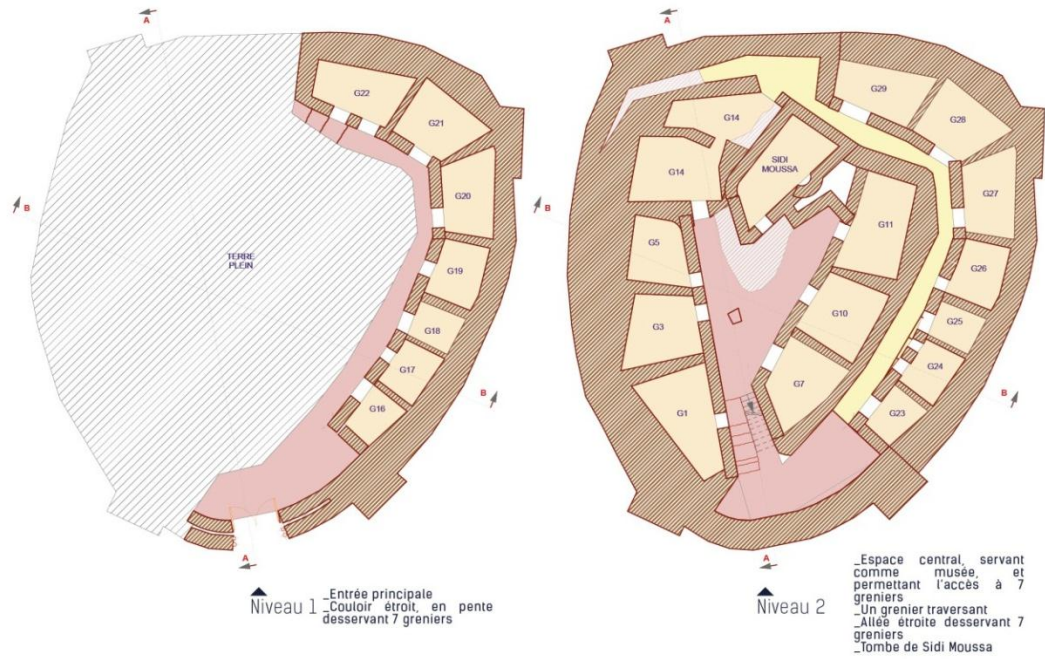 A
G22
G21
B
G20
TERRE
PLEIN
G19
G18
G17
G16
B
A
Niveau 1
_Entrée principale
_Couloir étroit, en pente
desservant 7 greniers
A
G29
G28
G14
SIDI
MOUSSA
G14
G27
B
G11
G5
G26
G10
G25
G3
G24
G7
B
G1
G23
A
Niveau 2
_Espace central, servant
comme musée, et
permettant l'accès à 7
greniers
_Un grenier traversant
_Allée étroite desservant 7
greniers
_Tombe de Sidi Moussa